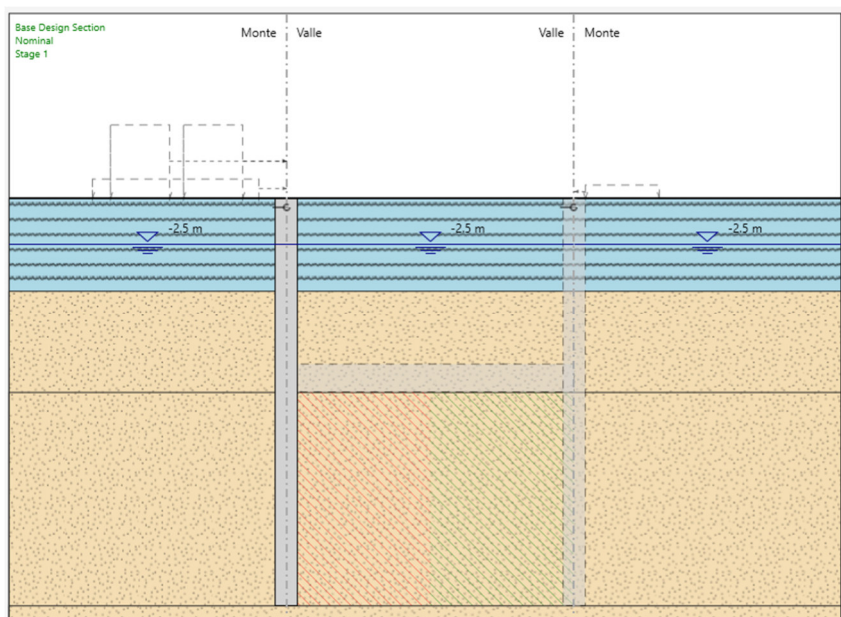 Base Design Section
Nominal
Stage 1
Monte Valle
Valle Monte
-2.5 m
-2.5 m
-2.5 m